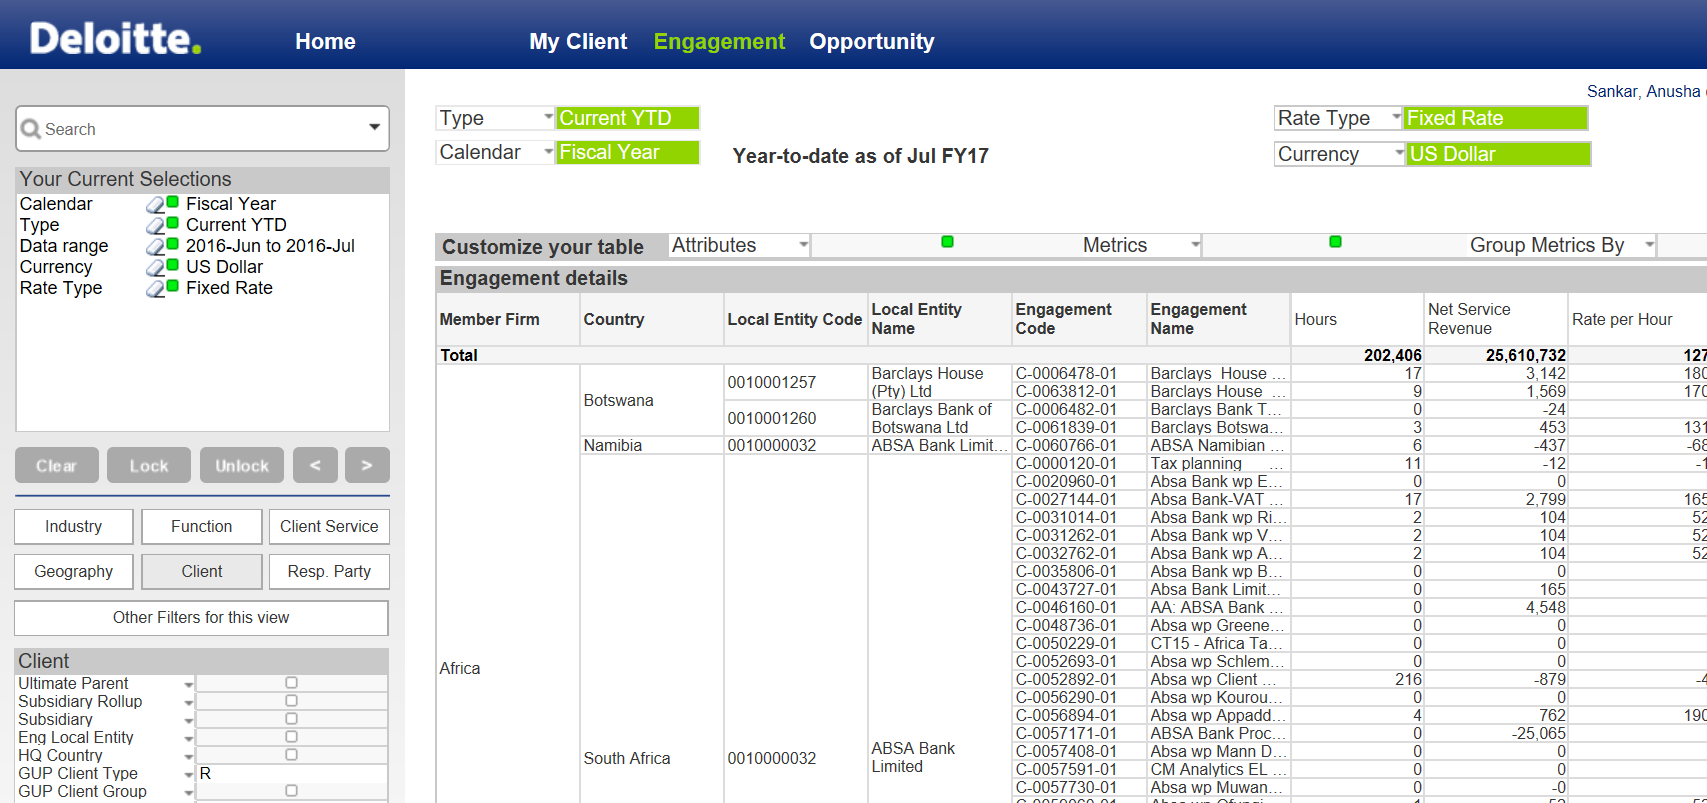 Deloitte.
Home
My Client
Engagement
Opportunity
Sankar, Anusha
Search
Your Current Selections
Calendar Fiscal Year
Type Current YTD
Data range 2016-Jun to 2016-Jul
Currency US Dollar
Rate Type Fixed Rate
Clear Lock Unlock < >
Industry Function Client Service
Geography Client Resp. Party
Other Filters for this view
Client
Ultimate Parent
Subsidiary Rollup
Subsidiary
Eng Local Entity
HQ Country
GUP Client Type R
GUP Client Group
Type Current YTD
Calendar Fiscal Year
Year-to-date as of Jul FY17
Rate Type Fixed Rate
Currency US Dollar
Customize your table Attributes Metrics Group Metrics By
Engagement details
Member Firm Country Local Entity Code Local Entity Name Engagement Code Engagement Name Hours Net Service Revenue Rate per Hour
Total 202,406 25,610,732 127
Africa
Botswana 0010001257 Barclays House (Pty) Ltd C-0006478-01 Barclays House ... 17 3,142 180
C-0063812-01 Barclays House ... 9 1,569 170
0010001260 Barclays Bank of Botswana Ltd C-0006482-01 Barclays Bank T... 0 -24
C-0061839-01 Barclays Botswa... 3 453 131
Namibia 0010000032 ABSA Bank Limit... C-0060766-01 ABSA Namibian ... 6 -437 -68
South Africa 0010000032 ABSA Bank Limited
C-0000120-01 Tax planning ... 11 -12 -1
C-0020960-01 Absa Bank wp E... 0 0
C-0027144-01 Absa Bank-VAT ... 17 2,799 165
C-0031014-01 Absa Bank wp Ri... 2 104 52
C-0031262-01 Absa Bank wp V... 2 104 52
C-0032762-01 Absa Bank wp A... 2 104 52
C-0035806-01 Absa Bank wp B... 0 0
C-0043727-01 Absa Bank Limit... 0 165
C-0046160-01 AA: ABSA Bank ... 0 4,548
C-0048736-01 Absa wp Greene... 0 0
C-0050229-01 CT15 - Africa Ta... 0 0
C-0052693-01 Absa wp Schlem... 0 0
C-0052892-01 Absa wp Client ... 216 -879 -4
C-0056290-01 Absa wp Kourou... 0 0
C-0056894-01 Absa wp Appadd... 4 762 190
C-0057171-01 ABSA Bank Proc... 0 -25,065
C-0057408-01 Absa wp Mann D... 0 0
C-0057591-01 CM Analytics EL ... 0 0
C-0057730-01 Absa wp Muwan... 0 -0